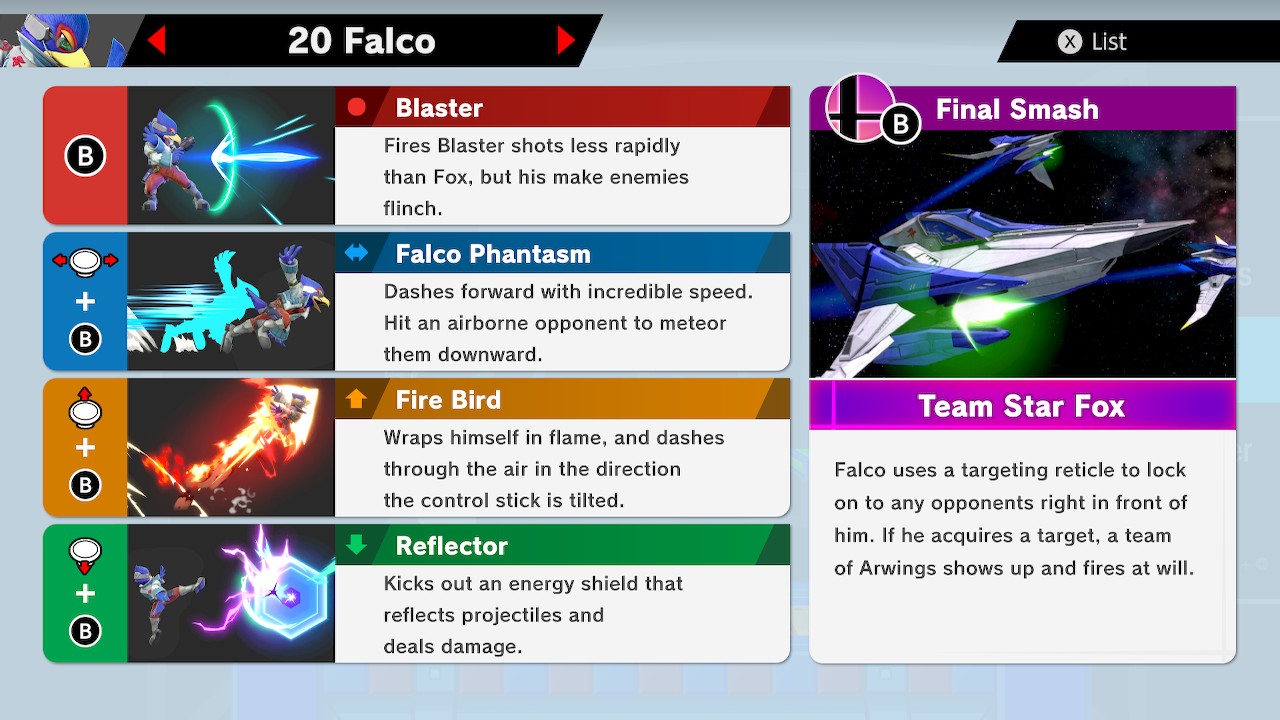 20 Falco
X List
B
Blaster
Fires Blaster shots less rapidly
than Fox, but his make enemies
flinch.
+
B
Falco Phantasm
Dashes forward with incredible speed.
Hit an airborne opponent to meteor
them downward.
+
B
Fire Bird
Wraps himself in flame, and dashes
through the air in the direction
the control stick is tilted.
+
B
Reflector
Kicks out an energy shield that
reflects projectiles and
deals damage.
B
Final Smash
Team Star Fox
Falco uses a targeting reticle to lock
on to any opponents right in front of
him. If he acquires a target, a team
of Arwings shows up and fires at will.